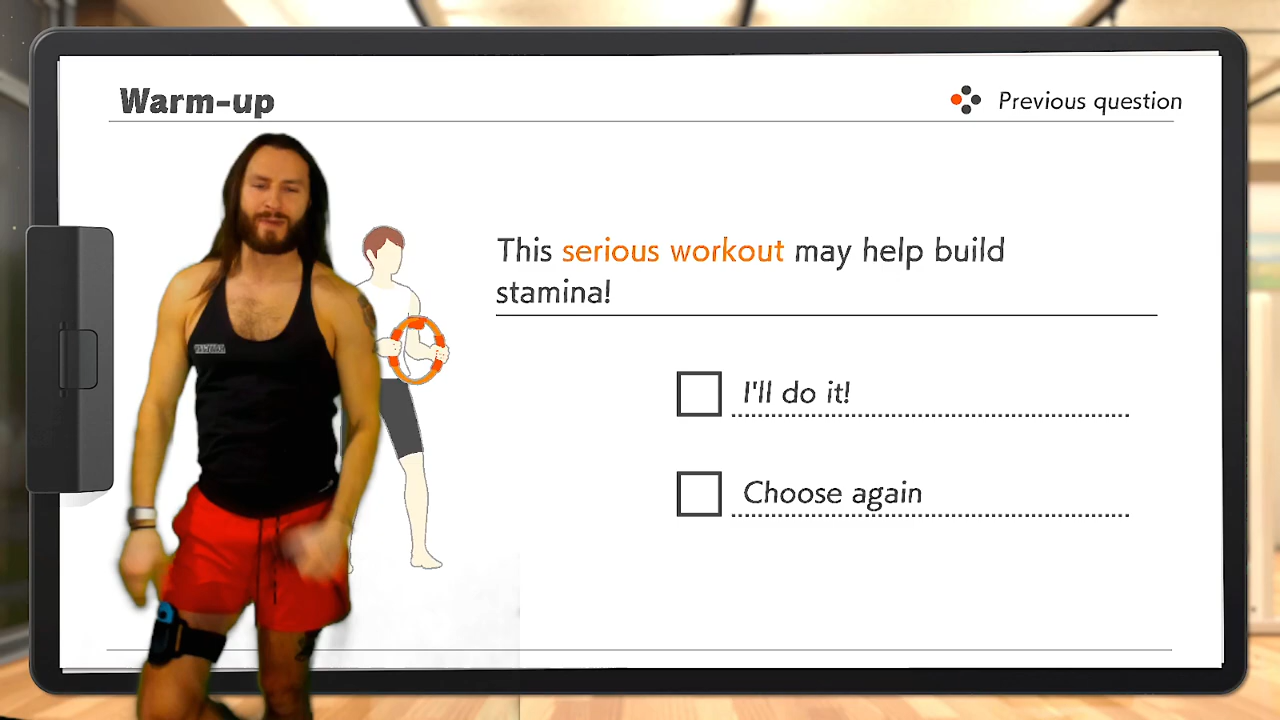 Warm-up
Previous question
This serious workout may help build
stamina!
I'll do it!
Choose again